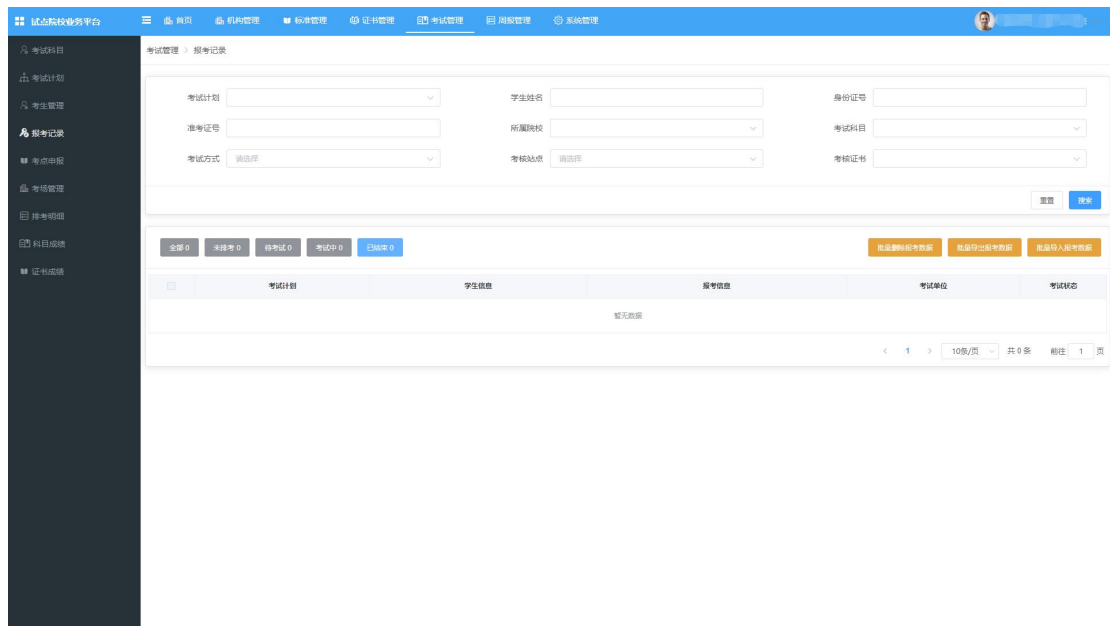 试点院校业务平台 首页 机构管理 标准管理 证书管理 考试管理 周报管理 系统管理
考试科目
考试计划
考生管理
报考记录
考点申报
考场管理
排考明细
科目成绩
证书成绩
考试管理 > 报考记录
考试计划 学生姓名 身份证号
准考证号 所属院校 考试科目
考试方式 请选择 考核站点 请选择 考核证书
重置 搜索
全部 0 未排考 0 待考试 0 考试中 0 已结束 0 批量删除报考数据 批量导出报考数据 批量导入报考数据
考试计划 学生信息 报考信息 考试单位 考试状态
暂无数据
< 1 > 10条/页 共 0 条 前往 1 页